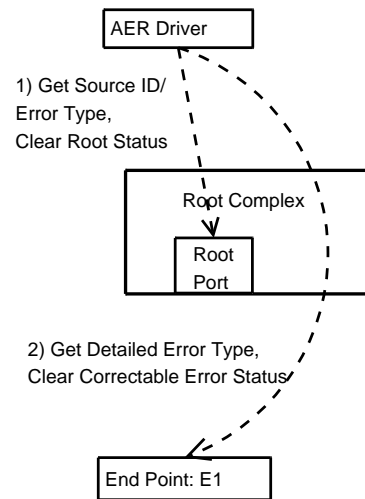 AER Driver
1) Get Source ID/
Error Type,
Clear Root Status
Root Complex
Root
Port
2) Get Detailed Error Type,
Clear Correctable Error Status
End Point: E1